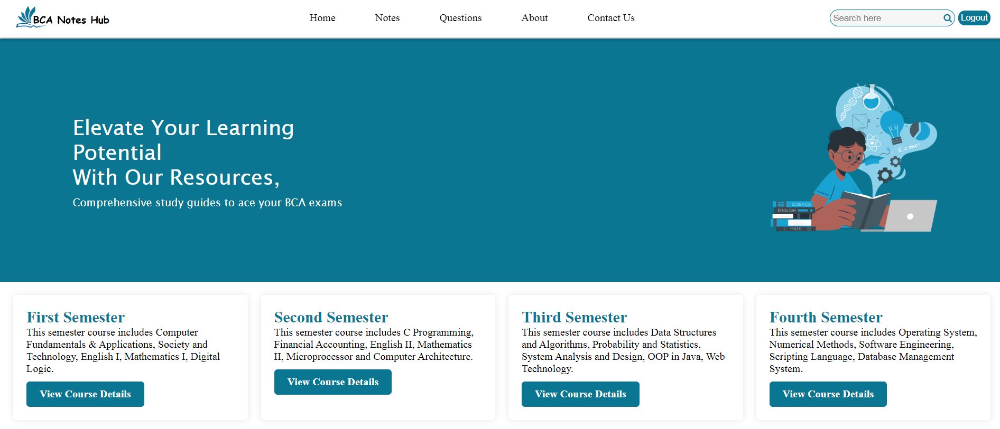 BCA Notes Hub
Home
Notes
Questions
About
Contact Us
Search here
Logout
Elevate Your Learning
Potential
With Our Resources,
Comprehensive study guides to ace your BCA exams
E=mc²
x
SCIENCE
ENGLISH
MATH
First Semester
This semester course includes Computer
Fundamentals & Applications, Society and
Technology, English I, Mathematics I, Digital
Logic.
View Course Details
Second Semester
This semester course includes C Programming,
Financial Accounting, English II, Mathematics
II, Microprocessor and Computer Architecture.
View Course Details
Third Semester
This semester course includes Data Structures
and Algorithms, Probability and Statistics,
System Analysis and Design, OOP in Java, Web
Technology.
View Course Details
Fourth Semester
This semester course includes Operating System,
Numerical Methods, Software Engineering,
Scripting Language, Database Management
System.
View Course Details